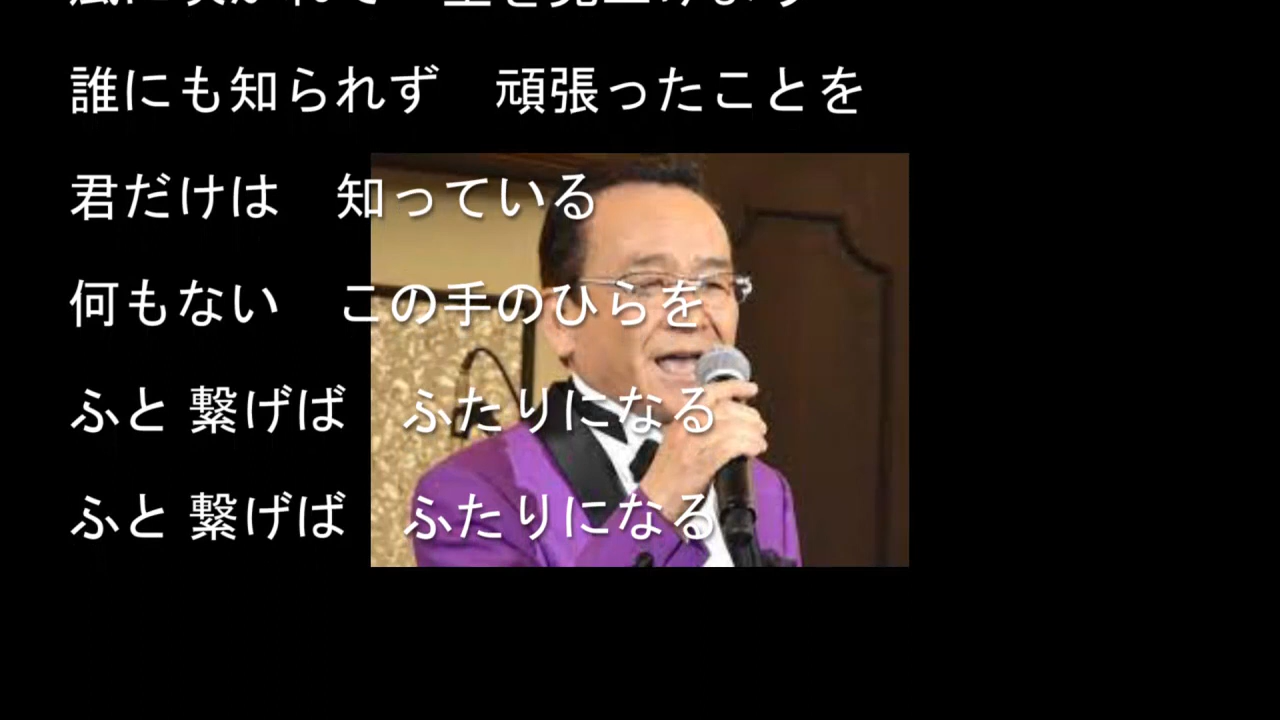 誰にも知られず　頑張ったことを
君だけは　知っている
何もない　この手のひらを
ふと 繋げば　ふたりになる
ふと 繋げば　ふたりになる